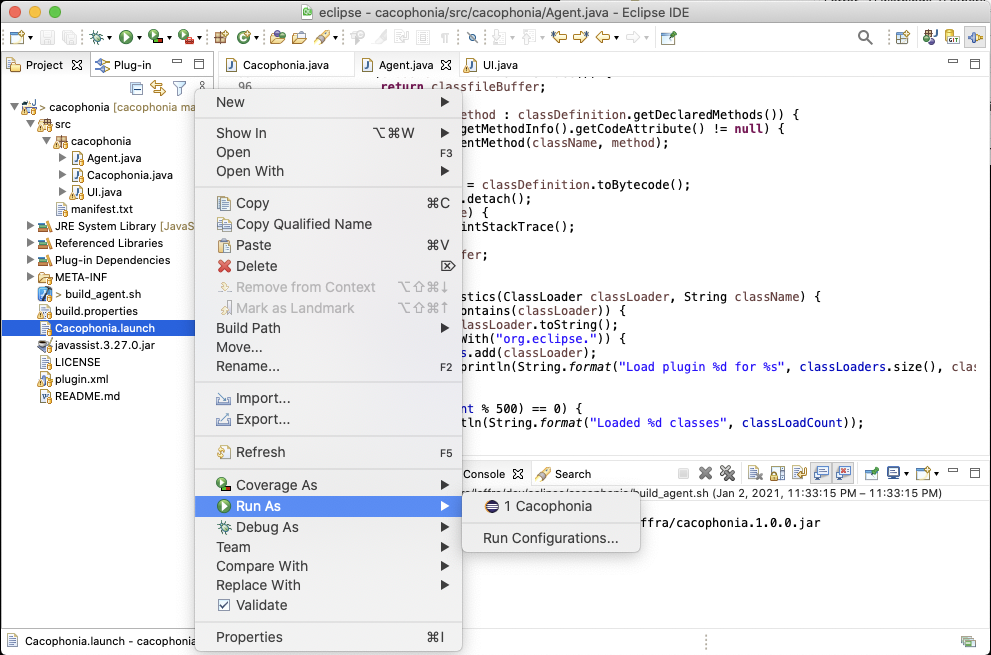 eclipse - cacophonia/src/cacophonia/Agent.java - Eclipse IDE
Project
Plug-in
Cacophonia.java
Agent.java
UI.java
> cacophonia [cacophonia ma
src
cacophonia
Agent.java
Cacophonia.java
UI.java
manifest.txt
JRE System Library [JavaS
Referenced Libraries
Plug-in Dependencies
META-INF
> build_agent.sh
build.properties
Cacophonia.launch
javassist.3.27.0.jar
LICENSE
plugin.xml
README.md
96
return classfileBuffer;
ethod : classDefinition.getDeclaredMethods()) {
getMethodInfo().getCodeAttribute() != null) {
entMethod(className, method);
= classDefinition.toBytecode();
.detach();
e) {
intStackTrace();
fer;
stics(ClassLoader classLoader, String className) {
ontains(classLoader)) {
lassLoader.toString();
With("org.eclipse.")) {
s.add(classLoader);
println(String.format("Load plugin %d for %s", classLoaders.size(), clas
nt % 500) == 0) {
tln(String.format("Loaded %d classes", classLoadCount));
New
Show In ⌥⌘W
Open F3
Open With
Copy ⌘C
Copy Qualified Name
Paste ⌘V
Delete ⌦
Remove from Context ⌥⇧⌘↓
Mark as Landmark ⌥⇧⌘↑
Build Path
Move...
Rename... F2
Import...
Export...
Refresh F5
Coverage As
Run As
Debug As
Team
Compare With
Replace With
Validate
Properties ⌘I
1 Cacophonia
Run Configurations...
Console
Search
build_agent.sh (Jan 2, 2021, 11:33:15 PM – 11:33:15 PM)
ffra/cacophonia.1.0.0.jar
Cacophonia.launch - cacophonia